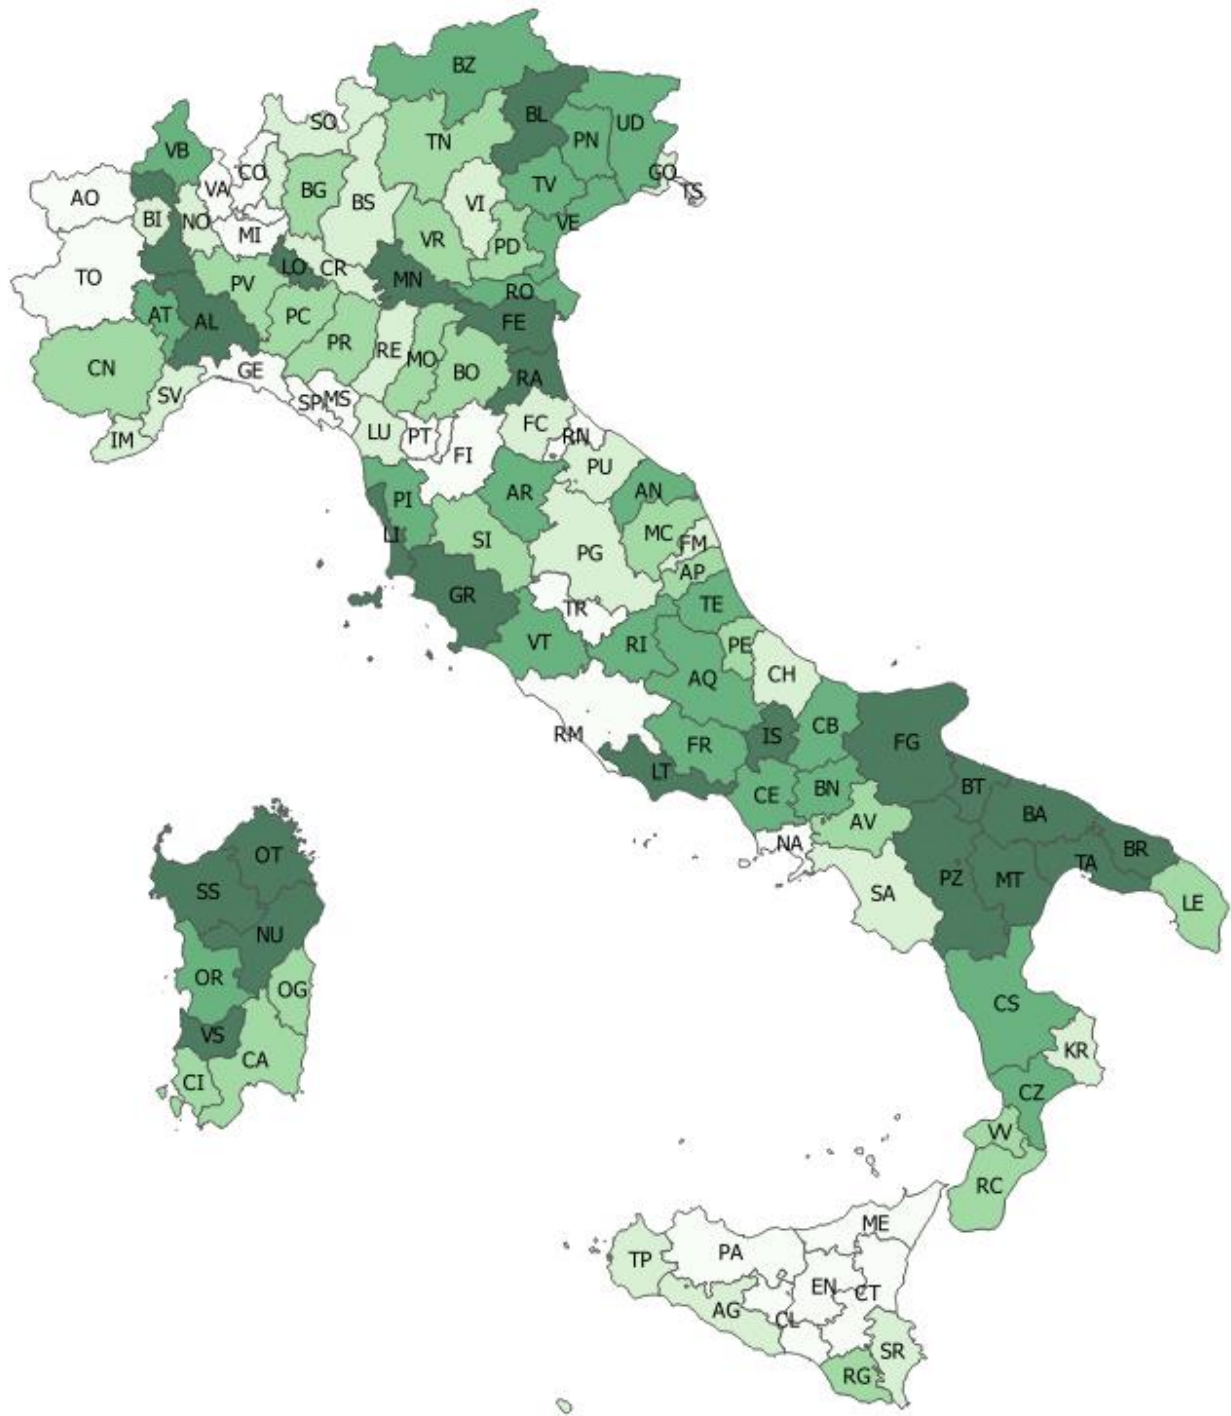 BZ
BL
UD
PN
SO
TN
VB
CO
GO
AO
VA
BG
TV
TS
BS
VI
BI
NO
VE
MI
VR
PD
TO
LO
CR
MN
PV
RO
AT
AL
PC
FE
PR
RE
MO
CN
GE
BO
RA
SV
SP
MS
IM
LU
PT
FC
RN
FI
PU
PI
AR
AN
LI
SI
MC
FM
PG
AP
GR
TR
TE
VT
RI
PE
AQ
CH
RM
FR
IS
CB
FG
LT
CE
BN
BT
AV
BA
NA
OT
BR
TA
SS
PZ
MT
SA
LE
NU
OR
OG
CS
VS
CA
KR
CI
CZ
VV
RC
ME
TP
PA
EN
CT
AG
CL
SR
RG